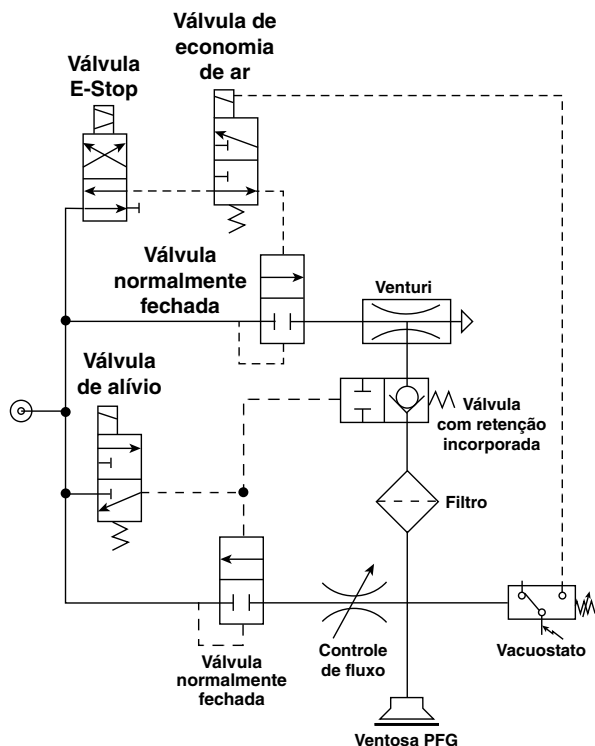 Válvula de
economia
de ar
Válvula
E-Stop
Válvula
normalmente
fechada
Venturi
Válvula
de alívio
Válvula
com retenção
incorporada
Filtro
Controle
de fluxo
Vacuostato
Válvula
normalmente
fechada
Ventosa PFG